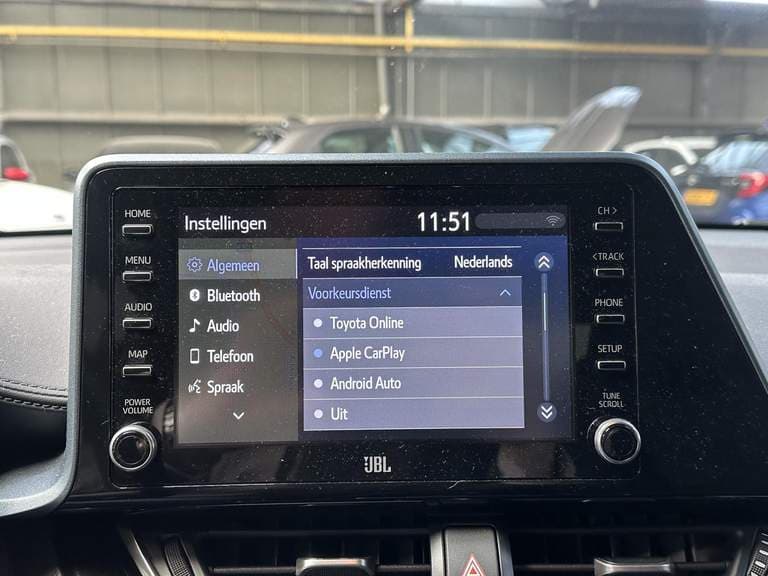 HOME
MENU
AUDIO
MAP
POWER
VOLUME
Instellingen 11:51
Algemeen
Bluetooth
Audio
Telefoon
Spraak
Taal spraakherkenning Nederlands
Voorkeursdienst
Toyota Online
Apple CarPlay
Android Auto
Uit
CH >
< TRACK
PHONE
SETUP
TUNE
SCROLL
JBL